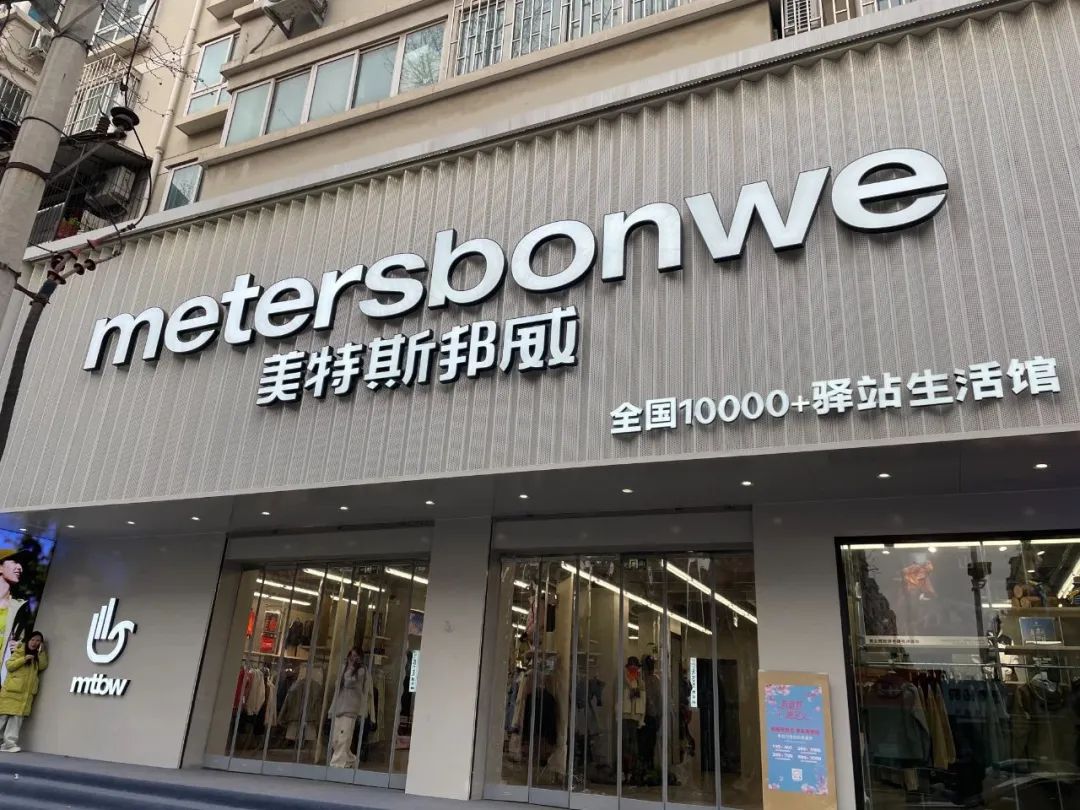 metersbonwe
美特斯邦威
全国10000+驿站生活馆
mtbw